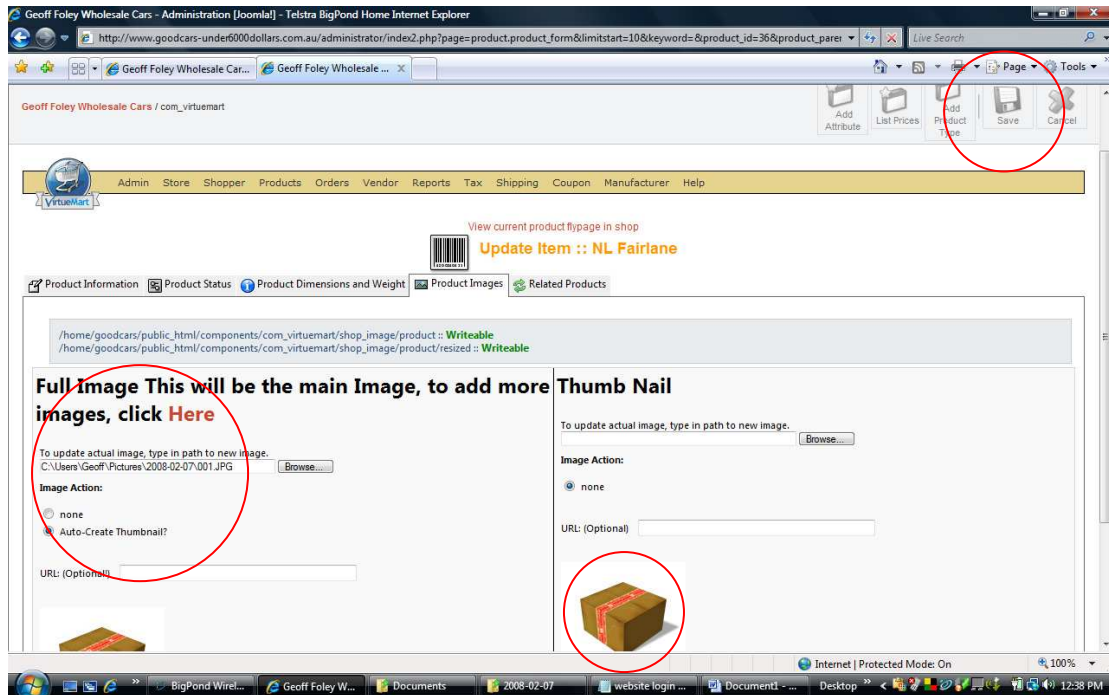 Geoff Foley Wholesale Cars - Administration [Joomla!] - Telstra BigPond Home Internet Explorer
http://www.goodcars-under6000dollars.com.au/administrator/index2.php?page=product.product_form&limitstart=10&keyword=&product_id=36&product_parer
Live Search
Geoff Foley Wholesale Car...
Geoff Foley Wholesale ...
Page
Tools
Geoff Foley Wholesale Cars / com_virtuemart
Add Attribute
List Prices
Add Product Type
Save
Cancel
VirtueMart
Admin Store Shopper Products Orders Vendor Reports Tax Shipping Coupon Manufacturer Help
View current product flypage in shop
Update Item :: NL Fairlane
Product Information Product Status Product Dimensions and Weight Product Images Related Products
/home/goodcars/public_html/components/com_virtuemart/shop_image/product :: Writeable
/home/goodcars/public_html/components/com_virtuemart/shop_image/product/resized :: Writeable
Full Image This will be the main Image, to add more
images, click Here
To update actual image, type in path to new image.
C:\Users\Geoff\Pictures\2008-02-07\001.JPG
Browse...
Image Action:
none
Auto-Create Thumbnail?
URL: (Optional)
Thumb Nail
To update actual image, type in path to new image.
Browse...
Image Action:
none
URL: (Optional)
Internet | Protected Mode: On
100%
BigPond Wirel...
Geoff Foley W...
Documents
2008-02-07
website login ...
Document1 - ...
Desktop
12:38 PM